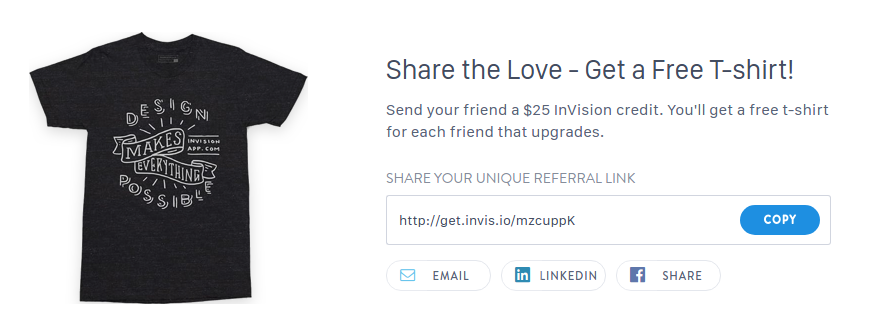 DESIGN
MAKES
INVISION
APP.COM
EVERYTHING
POSSIBLE
Share the Love - Get a Free T-shirt!
Send your friend a $25 InVision credit. You'll get a free t-shirt
for each friend that upgrades.
SHARE YOUR UNIQUE REFERRAL LINK
http://get.invis.io/mzcuppK
COPY
EMAIL
LINKEDIN
SHARE